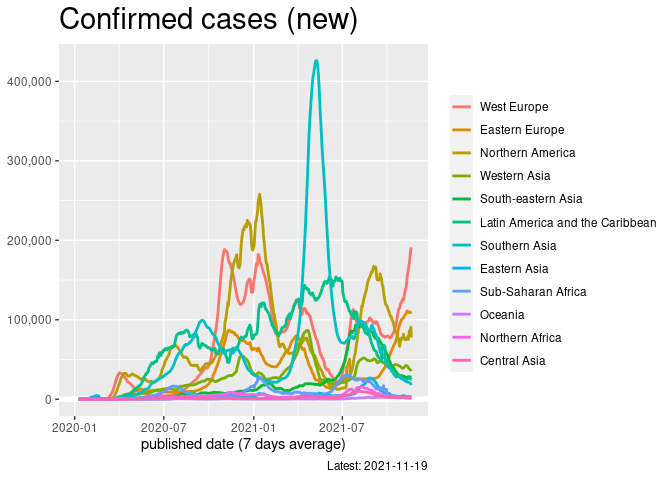 Confirmed cases (new)
400,000
300,000
200,000
100,000
0
2020-01
2020-07
2021-01
2021-07
published date (7 days average)
Latest: 2021-11-19
West Europe
Eastern Europe
Northern America
Western Asia
South-eastern Asia
Latin America and the Caribbean
Southern Asia
Eastern Asia
Sub-Saharan Africa
Oceania
Northern Africa
Central Asia